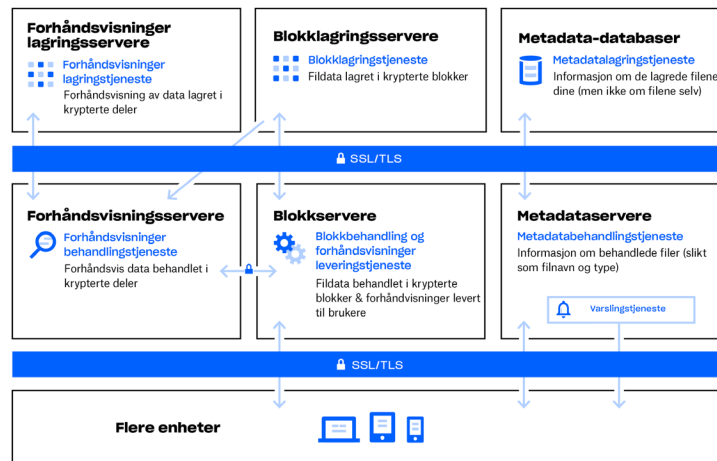 Forhåndsvisninger
lagringsservere
Forhåndsvisninger
lagringstjeneste
Forhåndsvisning av data lagret i
krypterte deler
Blokklagringsservere
Blokklagringstjeneste
Fildata lagret i krypterte blokker
Metadata-databaser
Metadatalagringstjeneste
Informasjon om de lagrede filene
dine (men ikke om filene selv)
SSL/TLS
Forhåndsvisningsservere
Forhåndsvisninger
behandlingstjeneste
Forhåndsvis data behandlet i
krypterte deler
Blokkservere
Blokkbehandling og
forhåndsvisninger
leveringstjeneste
Fildata behandlet i krypterte
blokker & forhåndvisninger levert
til brukere
Metadataservere
Metadatabehandlingstjeneste
Informasjon om behandlede filer (slikt
som filnavn og type)
Varslingstjeneste
SSL/TLS
Flere enheter